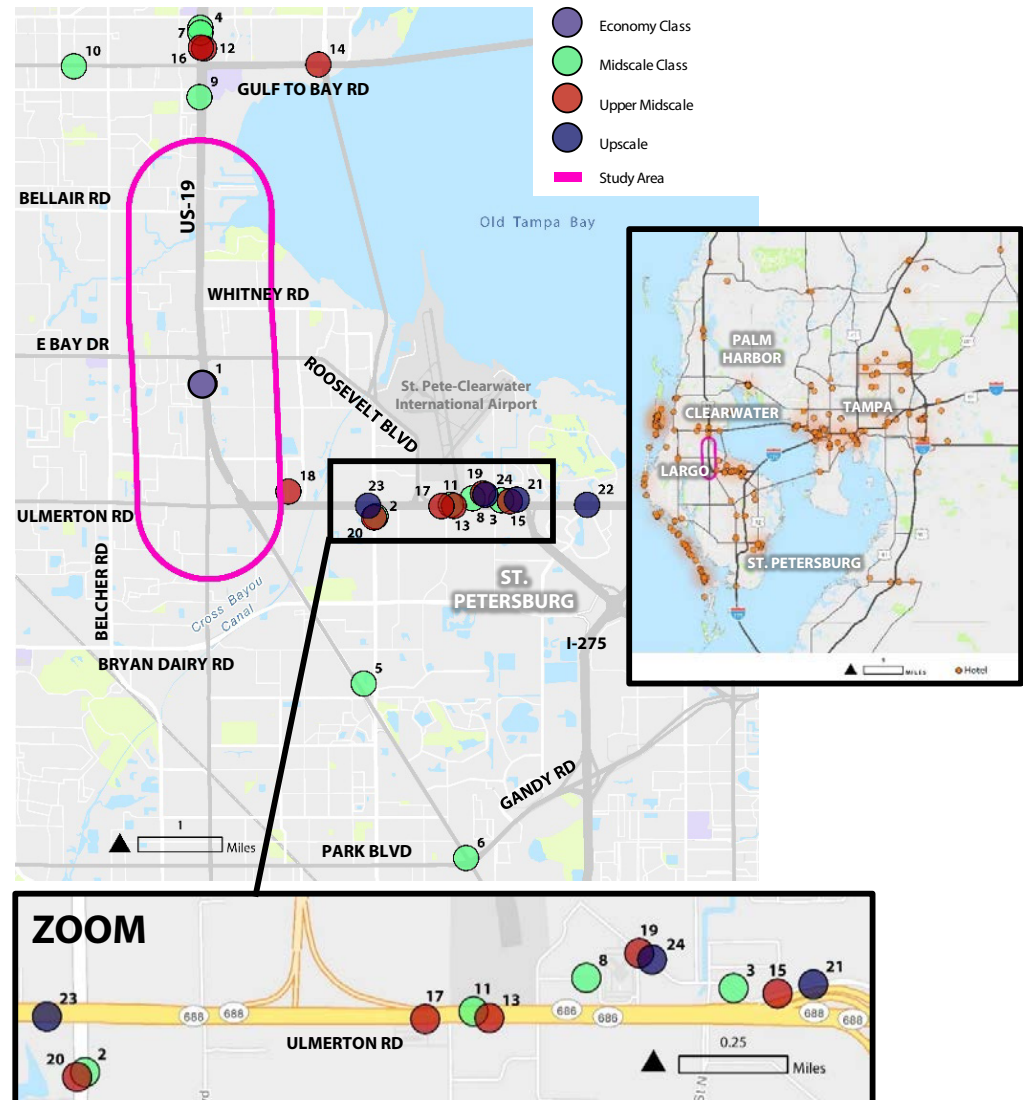 4
7
12
16
10
14
9
GULF TO BAY RD
Economy Class
Midscale Class
Upper Midscale
Upscale
Study Area
BELLAIR RD
US-19
Old Tampa Bay
WHITNEY RD
E BAY DR
1
ROOSEVELT BLVD
St. Pete-Clearwater
International Airport
18
23
2
20
17
11
13
19
8
24
3
15
21
22
ULMERTON RD
BELCHER RD
Cross Bayou
Canal
ST.
PETERSBURG
I-275
BRYAN DAIRY RD
5
GANDY RD
1
Miles
PARK BLVD
6
PALM
HARBOR
CLEARWATER
TAMPA
LARGO
ST. PETERSBURG
MILES
Hotel
ZOOM
23
20
2
688
688
17
11
13
ULMERTON RD
8
19
24
686
686
3
15
21
688
688
0.25
Miles